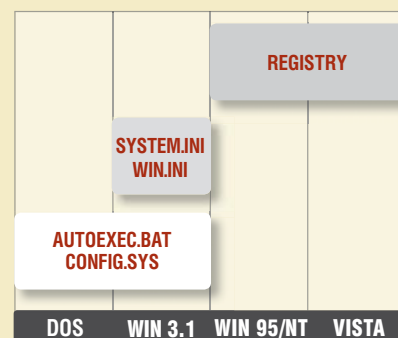 REGISTRY
SYSTEM.INI
WIN.INI
AUTOEXEC.BAT
CONFIG.SYS
DOS WIN 3.1 WIN 95/NT VISTA